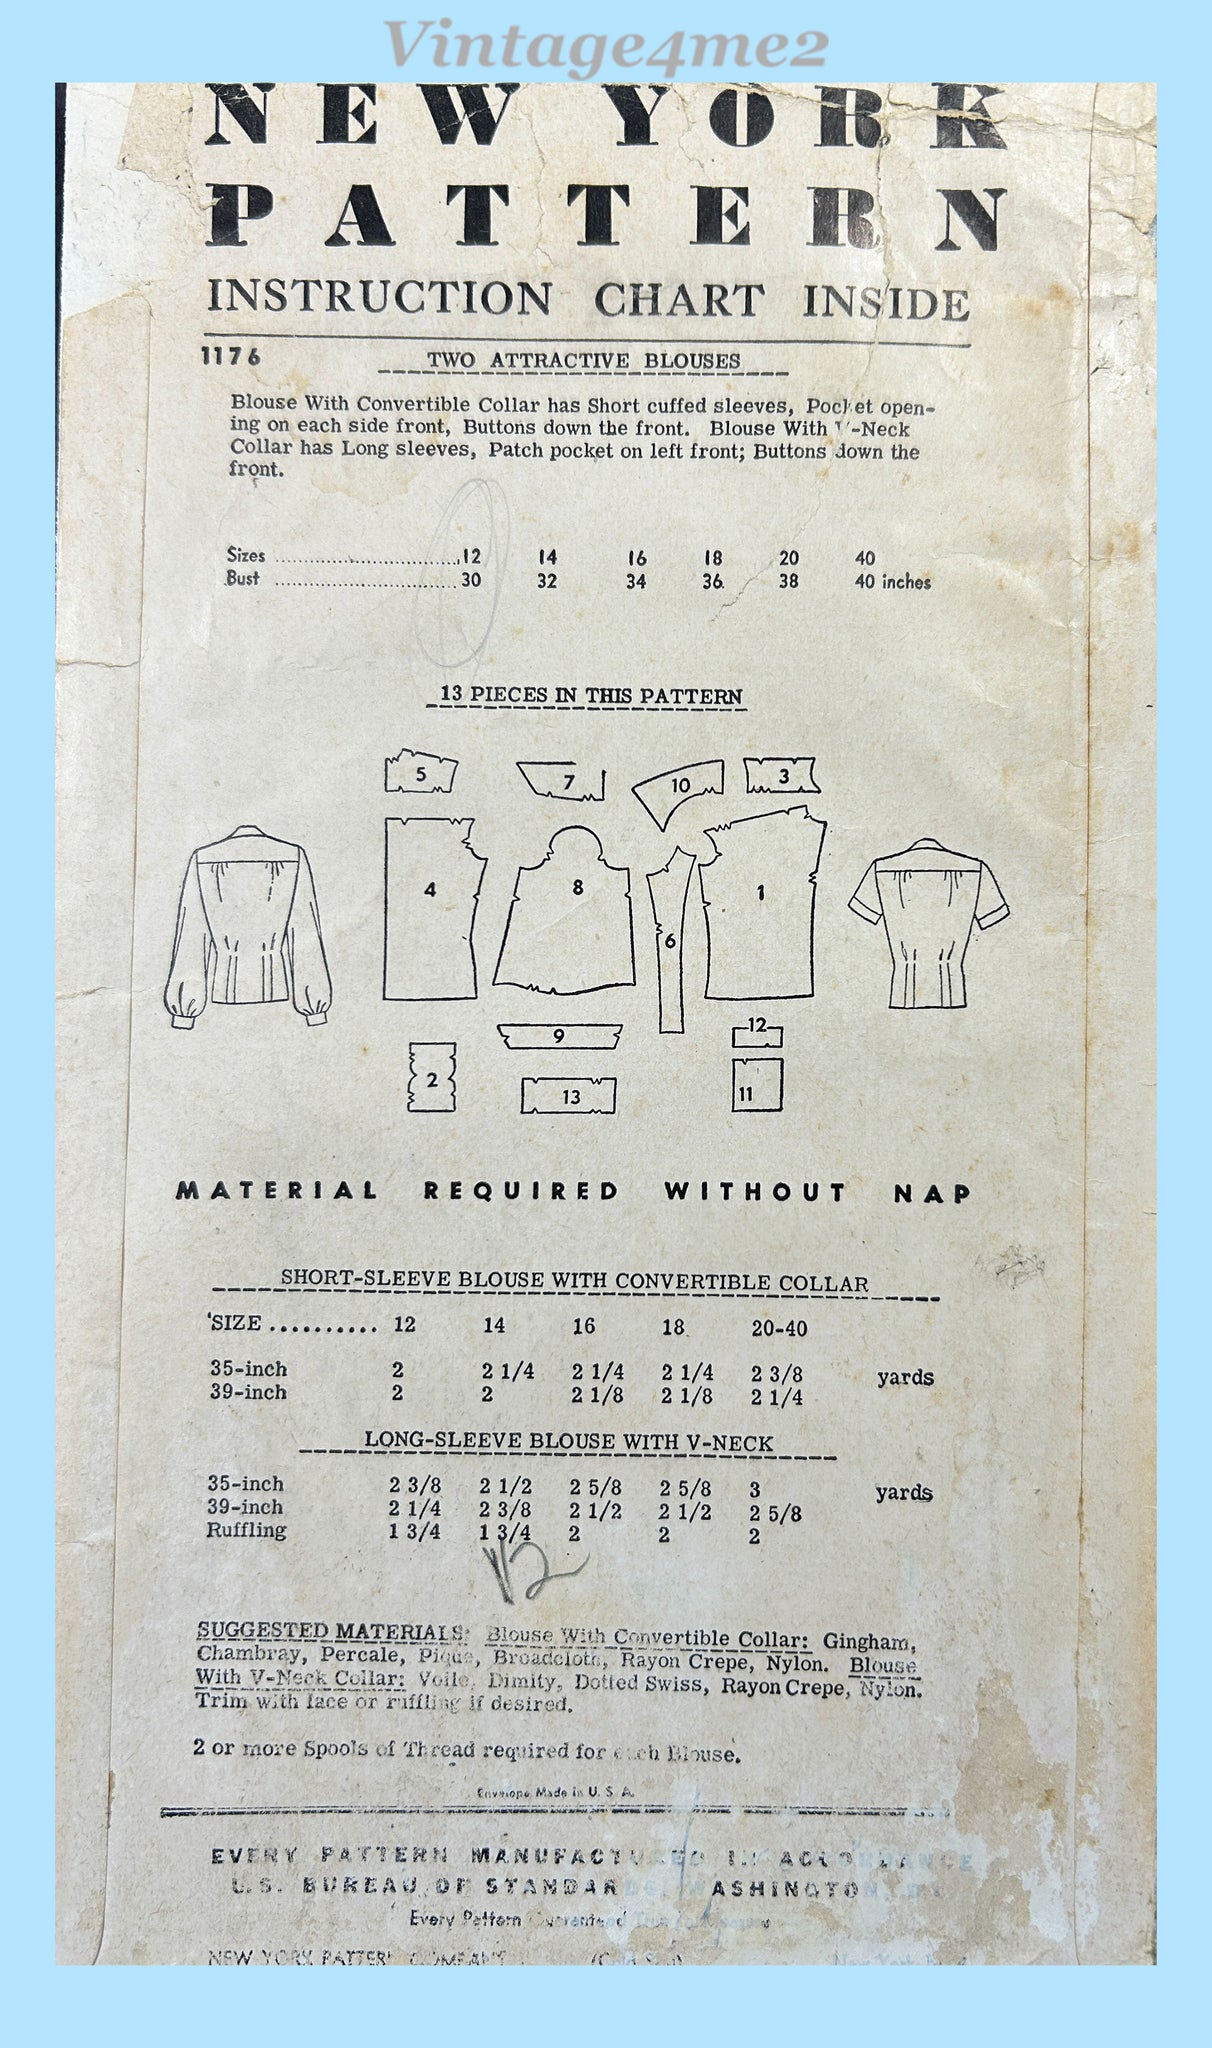 Vintage4me2
NEW YORK
PATTERN
INSTRUCTION CHART INSIDE
1176 TWO ATTRACTIVE BLOUSES
Blouse With Convertible Collar has Short cuffed sleeves, Pocket open-
ing on each side front, Buttons down the front. Blouse With V-Neck
Collar has Long sleeves, Patch pocket on left front; Buttons down the
front.
Sizes ................................ 12 14 16 18 20 40
Bust ................................ 30 32 34 36 38 40 inches
13 PIECES IN THIS PATTERN
5 7 10 3
4 8 6 1
9 12
2 13 11
MATERIAL REQUIRED WITHOUT NAP
SHORT-SLEEVE BLOUSE WITH CONVERTIBLE COLLAR
SIZE .......... 12 14 16 18 20-40
35-inch 2 2 1/4 2 1/4 2 1/4 2 3/8 yards
39-inch 2 2 2 1/8 2 1/8 2 1/4
LONG-SLEEVE BLOUSE WITH V-NECK
35-inch 2 3/8 2 1/2 2 5/8 2 5/8 3 yards
39-inch 2 1/4 2 3/8 2 1/2 2 1/2 2 5/8
Ruffling 1 3/4 1 3/4 2 2 2
12
SUGGESTED MATERIALS: Blouse With Convertible Collar: Gingham,
Chambray, Percale, Pique, Broadcloth, Rayon Crepe, Nylon. Blouse
With V-Neck Collar: Voile, Dimity, Dotted Swiss, Rayon Crepe, Nylon.
Trim with lace or ruffling if desired.
2 or more Spools of Thread required for each Blouse.
Envelope Made in U. S. A.
EVERY PATTERN MANUFACTURED IN ACCORDANCE
U.S. BUREAU OF STANDARDS, WASHINGTON,
Every Pattern Guaranteed
NEW YORK PATTERN COMPANY